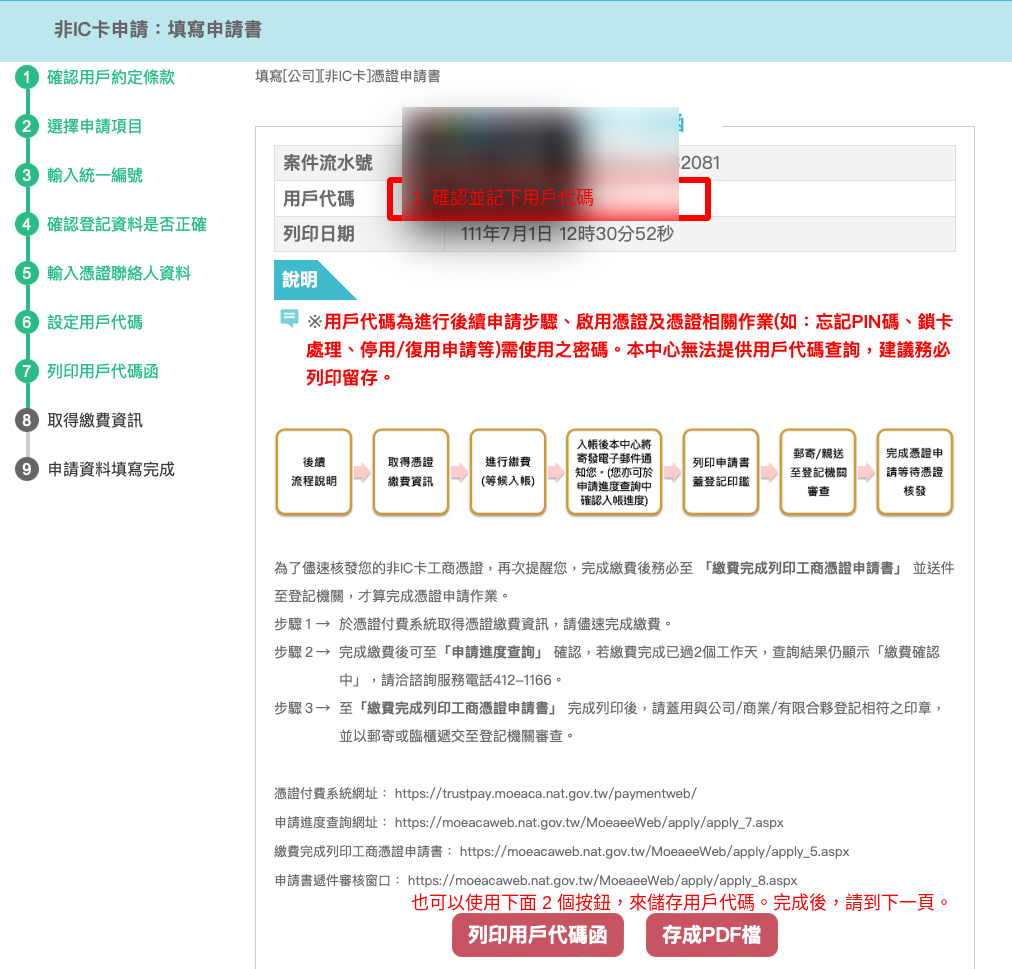 非IC卡申請：填寫申請書
1 確認用戶約定條款
2 選擇申請項目
3 輸入統一編號
4 確認登記資料是否正確
5 輸入憑證聯絡人資料
6 設定用戶代碼
7 列印用戶代碼函
8 取得繳費資訊
9 申請資料填寫完成
填寫[公司][非IC卡]憑證申請書
函
案件流水號 2081
用戶代碼 1. 確認並記下用戶代碼
列印日期 111年7月1日 12時30分52秒
說明
※用戶代碼為進行後續申請步驟、啟用憑證及憑證相關作業(如：忘記PIN碼、鎖卡
處理、停用/復用申請等)需使用之密碼。本中心無法提供用戶代碼查詢，建議務必
列印留存。
後續
流程說明
取得憑證
繳費資訊
進行繳費
(等候入帳)
入帳後本中心將
寄發電子郵件通
知您。(您亦可於
申請進度查詢中
確認入帳進度)
列印申請書
蓋登記印鑑
郵寄/親送
至登記機關
審查
完成憑證申
請等待憑證
核發
為了儘速核發您的非IC卡工商憑證，再次提醒您，完成繳費後務必至 「繳費完成列印工商憑證申請書」 並送件
至登記機關，才算完成憑證申請作業。
步驟1→ 於憑證付費系統取得憑證繳費資訊，請儘速完成繳費。
步驟2→ 完成繳費後可至「申請進度查詢」 確認，若繳費完成已過2個工作天，查詢結果仍顯示「繳費確認
中」，請洽諮詢服務電話412-1166。
步驟3→ 至「繳費完成列印工商憑證申請書」 完成列印後，請蓋用與公司/商業/有限合夥登記相符之印章，
並以郵寄或臨櫃遞交至登記機關審查。
憑證付費系統網址： https://trustpay.moeaca.nat.gov.tw/paymentweb/
申請進度查詢網址： https://moeacaweb.nat.gov.tw/MoeaeeWeb/apply/apply_7.aspx
繳費完成列印工商憑證申請書： https://moeacaweb.nat.gov.tw/MoeaeeWeb/apply/apply_5.aspx
申請書遞件審核窗口： https://moeacaweb.nat.gov.tw/MoeaeeWeb/apply/apply_8.aspx
也可以使用下面 2 個按鈕，來儲存用戶代碼。完成後，請到下一頁。
列印用戶代碼函 存成PDF檔